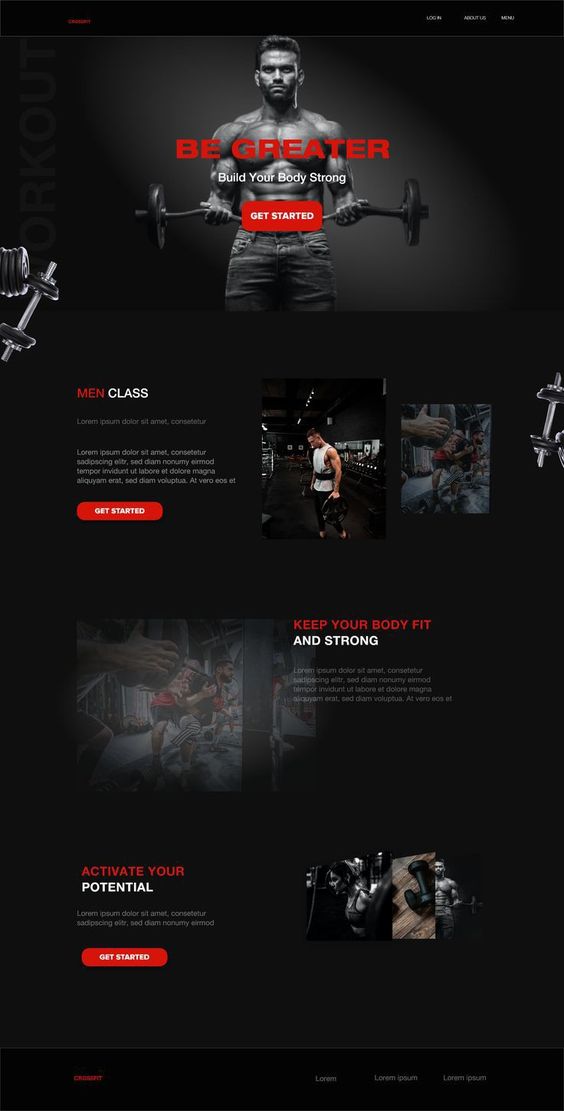 CROSSFIT
LOG IN
ABOUT US
MENU
ORKOUT
BE GREATER
Build Your Body Strong
GET STARTED
MEN CLASS
Lorem ipsum dolor sit amet, consetetur
Lorem ipsum dolor sit amet, consetetur
sadipscing elitr, sed diam nonumy eirmod
tempor invidunt ut labore et dolore magna
aliquyam erat, sed diam voluptua. At vero eos et
GET STARTED
KEEP YOUR BODY FIT
AND STRONG
Lorem ipsum dolor sit amet, consetetur
sadipscing elitr, sed diam nonumy eirmod
tempor invidunt ut labore et dolore magna
aliquyam erat, sed diam voluptua. At vero eos et
ACTIVATE YOUR
POTENTIAL
Lorem ipsum dolor sit amet, consetetur
sadipscing elitr, sed diam nonumy eirmod
GET STARTED
CROSSFIT
Lorem
Lorem ipsum
Lorem ipsum